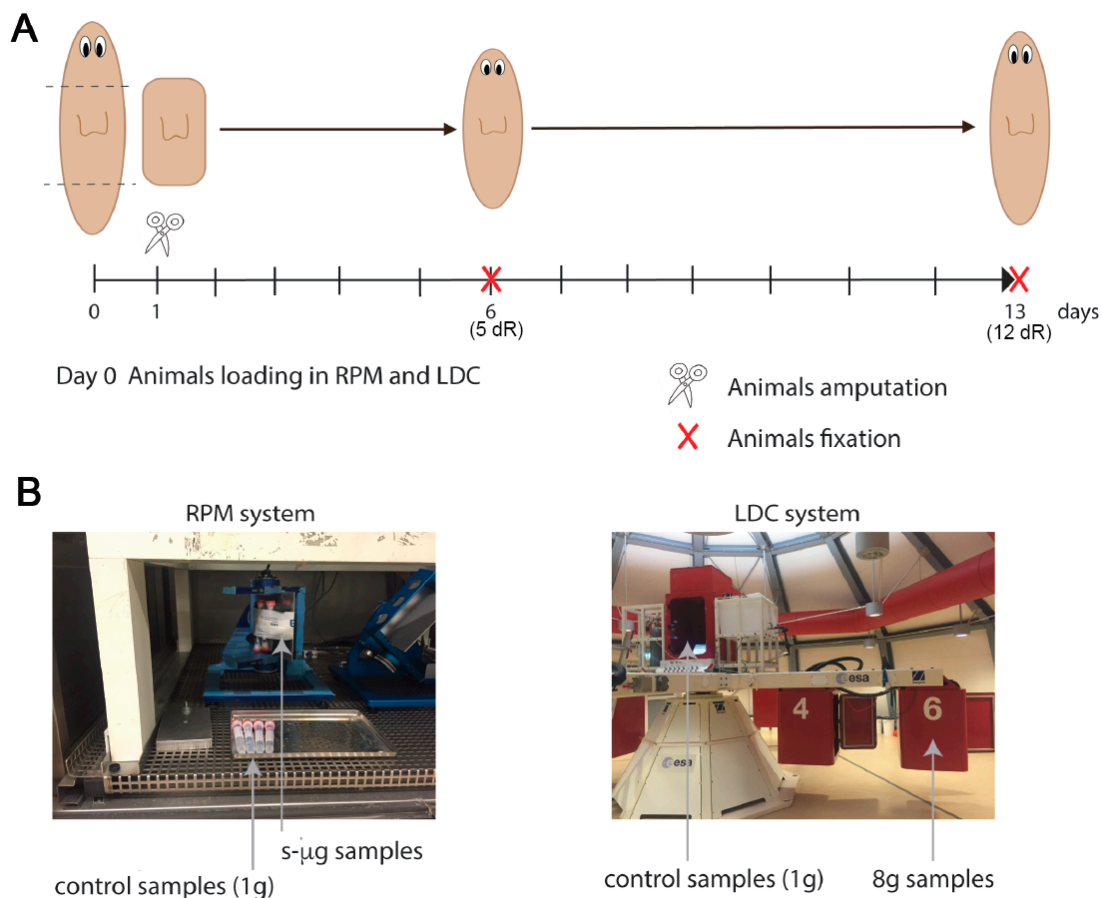 A
0
1
6
(5 dR)
13
(12 dR)
days
Day 0 Animals loading in RPM and LDC
Animals amputation
Animals fixation
B
RPM system
LDC system
esa
4
6
esa
s-μg samples
control samples (1g)
control samples (1g)
8g samples